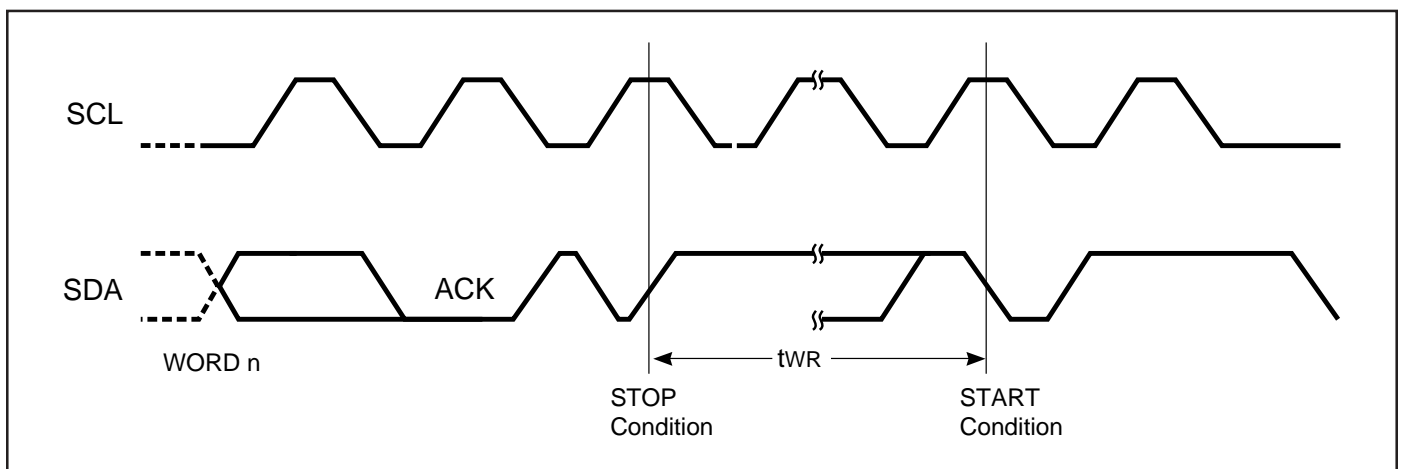 SCL
SDA
ACK
WORD n
tWR
STOP
Condition
START
Condition